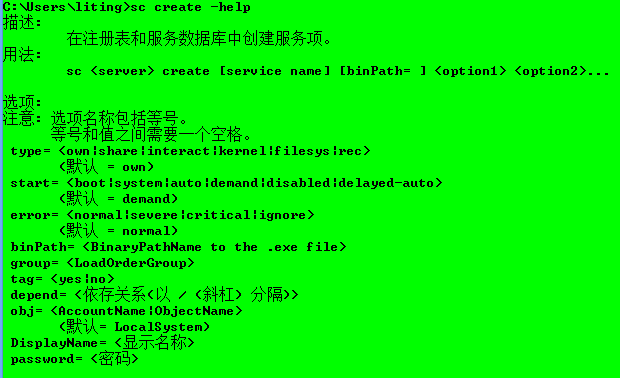 C:\Users\liting>sc create -help
描述:
在注册表和服务数据库中创建服务项。
用法:
sc <server> create [service name] [binPath= ] <option1> <option2>...
选项:
注意: 选项名称包括等号。
等号和值之间需要一个空格。
type= <own|share|interact|kernel|filesys|rec>
(默认 = own)
start= <boot|system|auto|demand|disabled|delayed-auto>
(默认 = demand)
error= <normal|severe|critical|ignore>
(默认 = normal)
binPath= <BinaryPathName to the .exe file>
group= <LoadOrderGroup>
tag= <yes|no>
depend= <依存关系(以 / (斜杠) 分隔)>
obj= <AccountName|ObjectName>
(默认= LocalSystem)
DisplayName= <显示名称>
password= <密码>